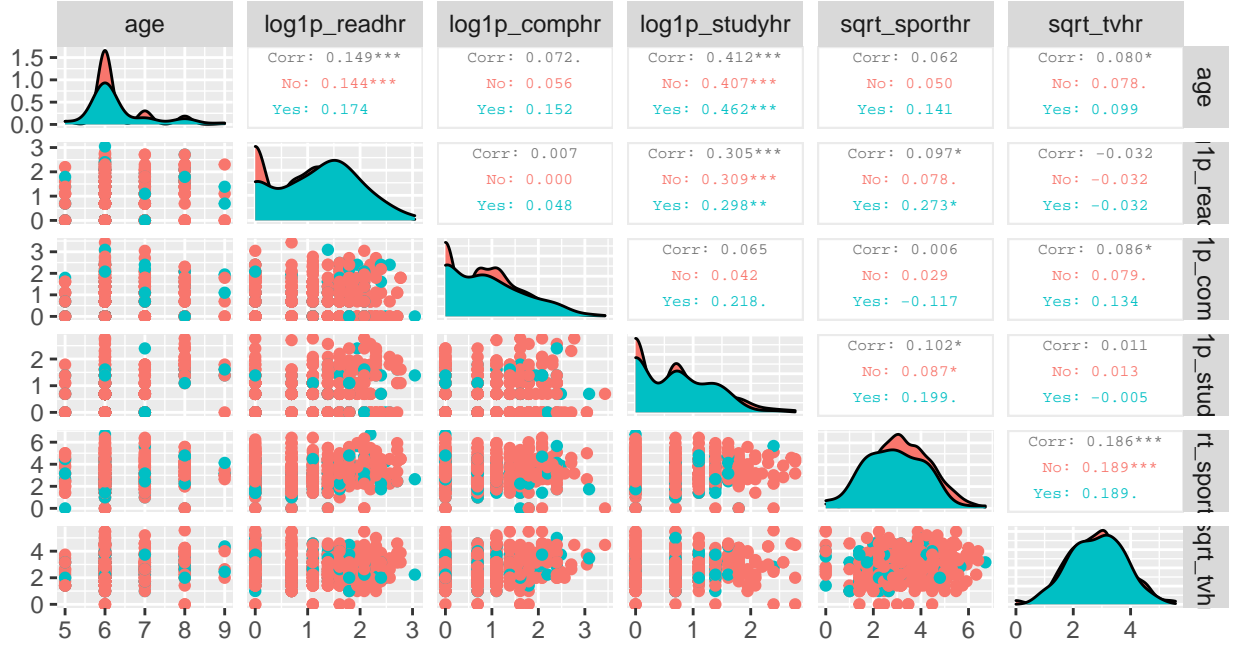 age log1p_readhr log1p_comphr log1p_studyhr sqrt_sporthr sqrt_tvhr
1.5
1.0
0.5
0.0
Corr: 0.149***
No: 0.144***
Yes: 0.174
Corr: 0.072.
No: 0.056
Yes: 0.152
Corr: 0.412***
No: 0.407***
Yes: 0.462***
Corr: 0.062
No: 0.050
Yes: 0.141
Corr: 0.080*
No: 0.078.
Yes: 0.099
age
3
2
1
0
Corr: 0.007
No: 0.000
Yes: 0.048
Corr: 0.305***
No: 0.309***
Yes: 0.298**
Corr: 0.097*
No: 0.078.
Yes: 0.273*
Corr: -0.032
No: -0.032
Yes: -0.032
1p_read
3
2
1
0
Corr: 0.065
No: 0.042
Yes: 0.218.
Corr: 0.006
No: 0.029
Yes: -0.117
Corr: 0.086*
No: 0.079.
Yes: 0.134
1p_com
2
1
0
Corr: 0.102*
No: 0.087*
Yes: 0.199.
Corr: 0.011
No: 0.013
Yes: -0.005
1p_stud
6
4
2
0
Corr: 0.186***
No: 0.189***
Yes: 0.189.
rt_sport
4
2
0
sqrt_tvh
5 6 7 8 9
0 1 2 3
0 1 2 3
0 1 2
0 2 4 6
0 2 4